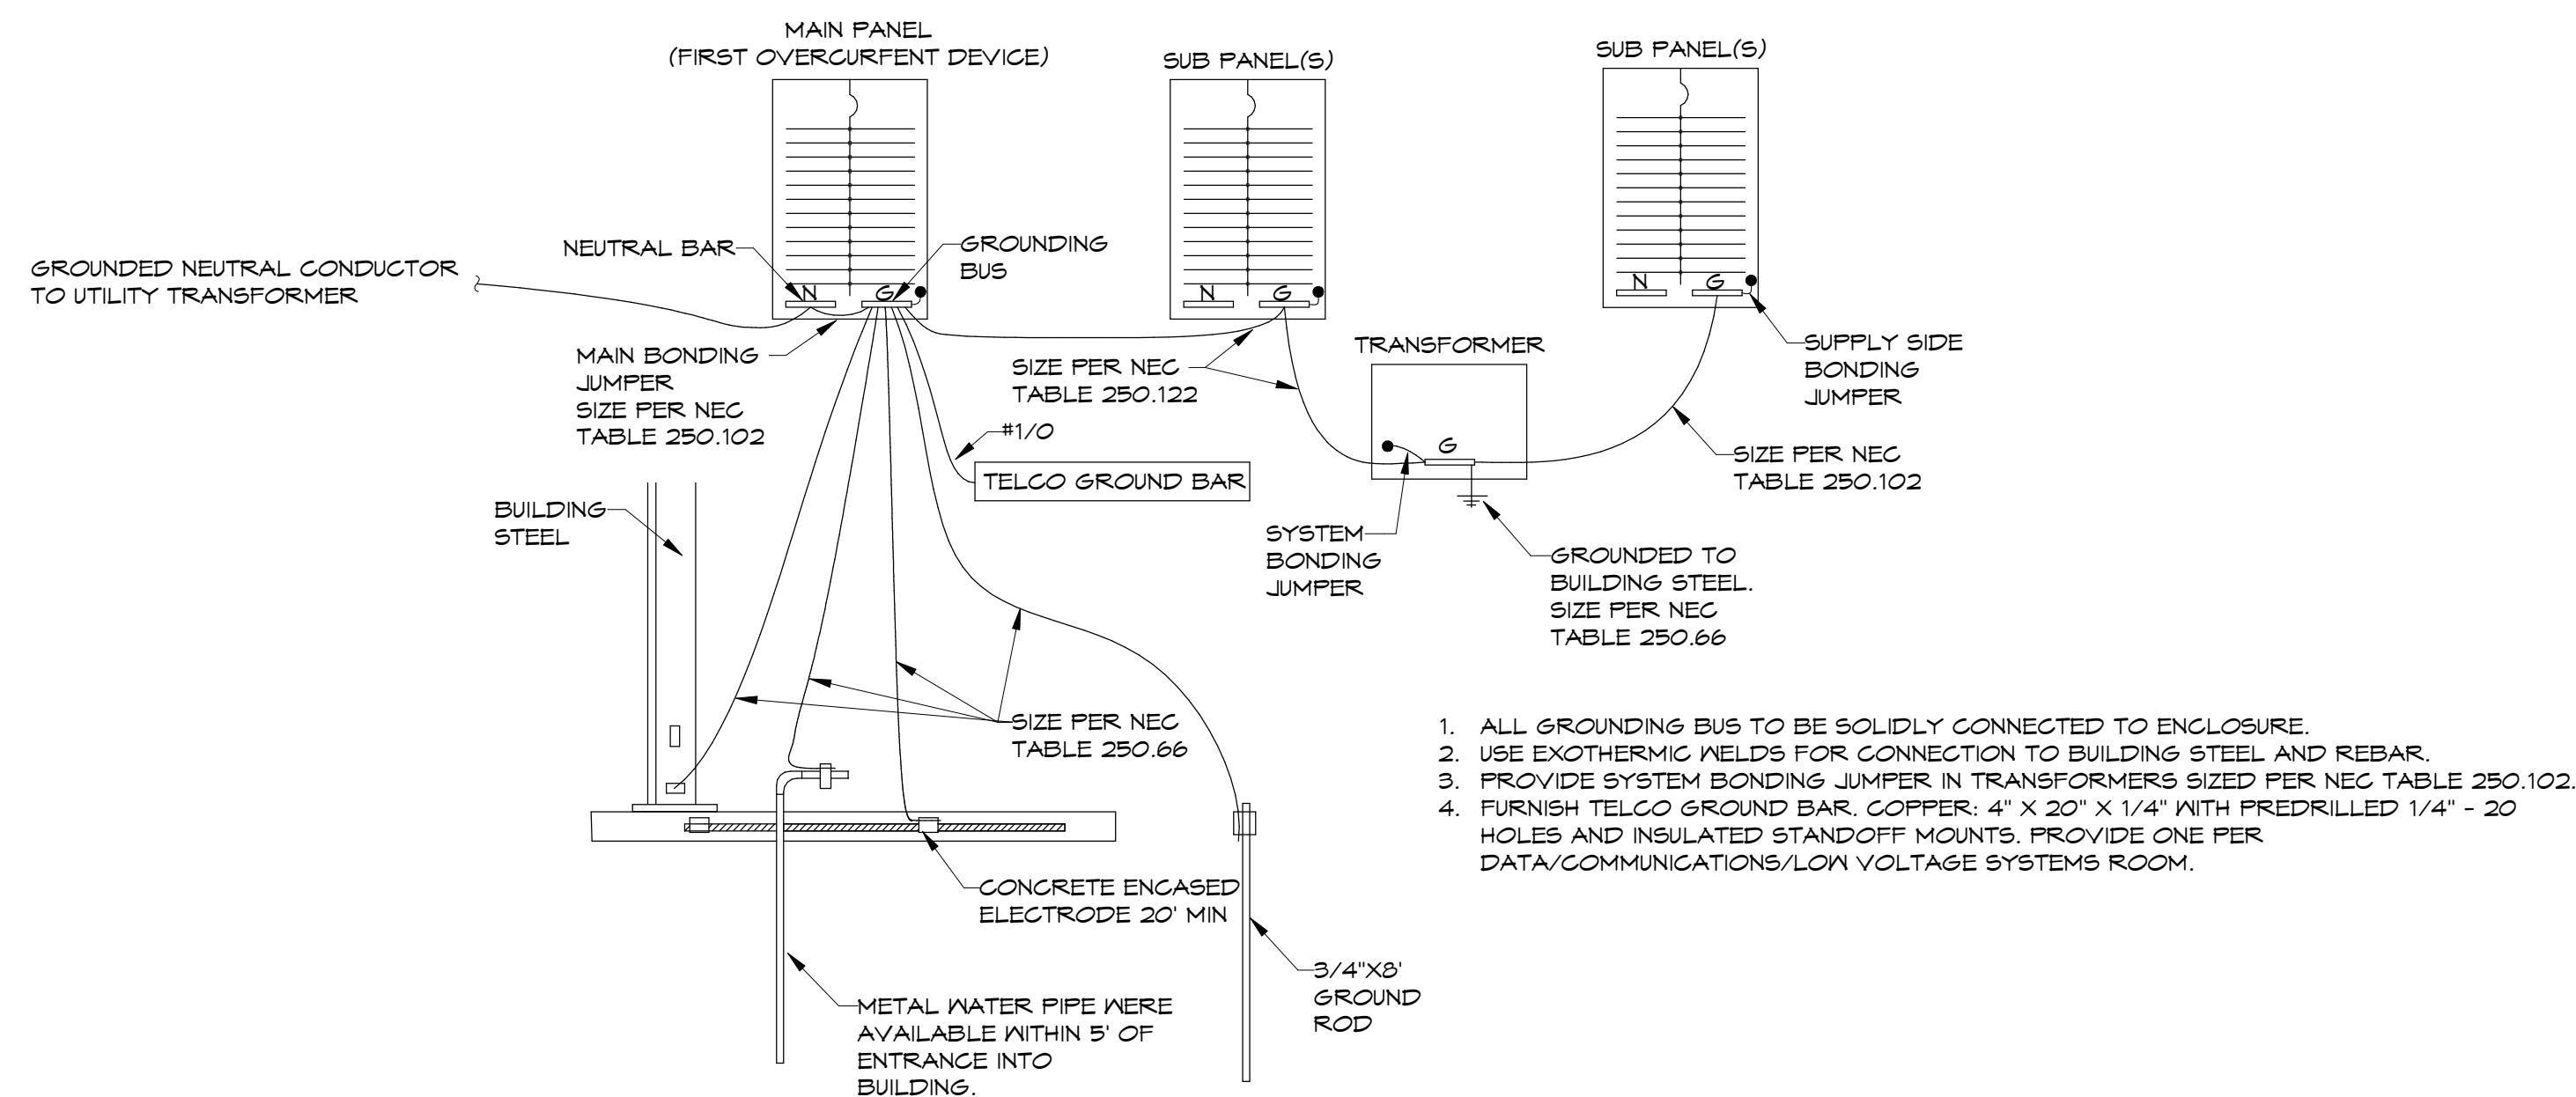 MAIN PANEL
(FIRST OVERCURFENT DEVICE)
SUB PANEL(S)
SUB PANEL(S)
NEUTRAL BAR
GROUNDING
BUS
GROUNDED NEUTRAL CONDUCTOR
TO UTILITY TRANSFORMER
N
G
N
G
N
G
MAIN BONDING
JUMPER
SIZE PER NEC
TABLE 250.102
SIZE PER NEC
TABLE 250.122
TRANSFORMER
SUPPLY SIDE
BONDING
JUMPER
#1/0
TELCO GROUND BAR
G
SIZE PER NEC
TABLE 250.102
BUILDING
STEEL
SYSTEM
BONDING
JUMPER
GROUNDED TO
BUILDING STEEL.
SIZE PER NEC
TABLE 250.66
SIZE PER NEC
TABLE 250.66
1. ALL GROUNDING BUS TO BE SOLIDLY CONNECTED TO ENCLOSURE.
2. USE EXOTHERMIC WELDS FOR CONNECTION TO BUILDING STEEL AND REBAR.
3. PROVIDE SYSTEM BONDING JUMPER IN TRANSFORMERS SIZED PER NEC TABLE 250.102.
4. FURNISH TELCO GROUND BAR. COPPER: 4" X 20" X 1/4" WITH PREDRILLED 1/4" - 20
HOLES AND INSULATED STANDOFF MOUNTS. PROVIDE ONE PER
DATA/COMMUNICATIONS/LOW VOLTAGE SYSTEMS ROOM.
CONCRETE ENCASED
ELECTRODE 20' MIN
3/4"X8'
GROUND
ROD
METAL WATER PIPE WERE
AVAILABLE WITHIN 5' OF
ENTRANCE INTO
BUILDING.